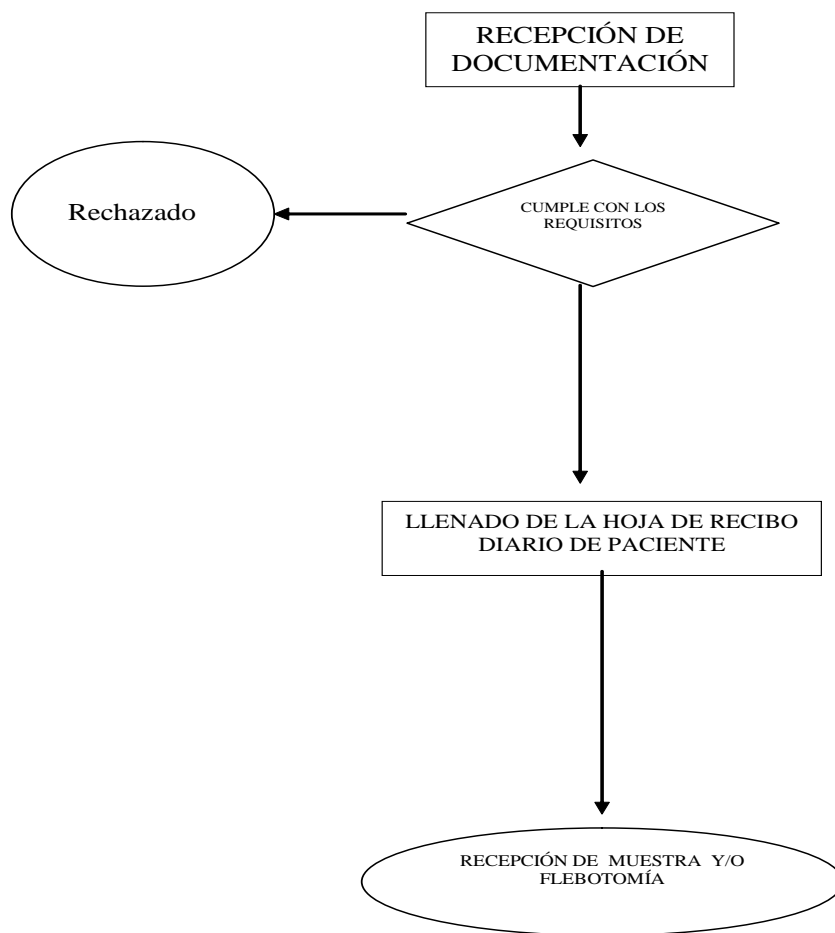 RECEPCIÓN DE
DOCUMENTACIÓN
Rechazado
CUMPLE CON LOS
REQUISITOS
LLENADO DE LA HOJA DE RECIBO
DIARIO DE PACIENTE
RECEPCIÓN DE MUESTRA Y/O
FLEBOTOMÍA